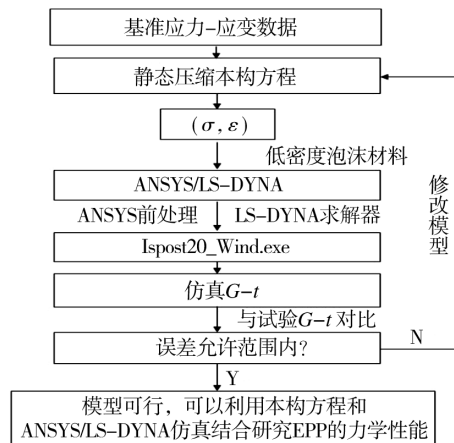 基准应力-应变数据
静态压缩本构方程
(σ, ε)
低密度泡沫材料
ANSYS/LS-DYNA
ANSYS前处理
LS-DYNA求解器
Ispost20_Wind.exe
仿真G-t
与试验G-t对比
误差允许范围内?
N
修改模型
Y
模型可行，可以利用本构方程和
ANSYS/LS-DYNA仿真结合研究EPP的力学性能